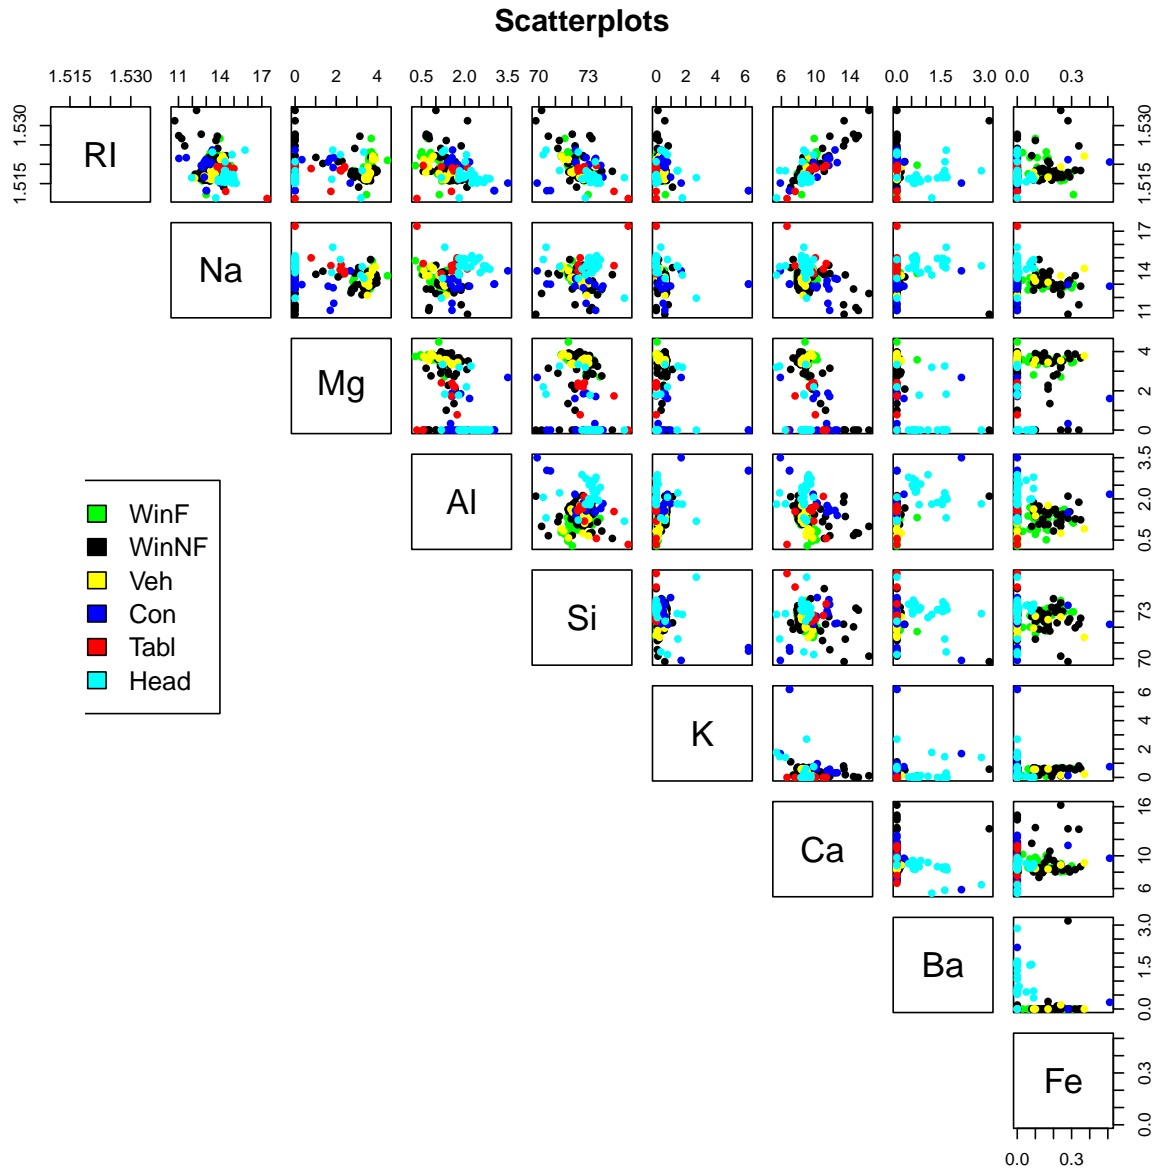 Scatterplots
1.515 1.530 11 14 17 0 2 4 0.5 2.0 3.5 70 73 0 2 4 6 6 10 14 0.0 1.5 3.0 0.0 0.3
RI
1.515 1.530
1.515 1.530
Na
11 14 17
Mg
0 2 4
Al
0.5 2.0 3.5
WinF
WinNF
Veh
Con
Tabl
Head
Si
70 73
K
0 2 4 6
Ca
6 10 16
Ba
0.0 1.5 3.0
Fe
0.0 0.3
0.0 0.3